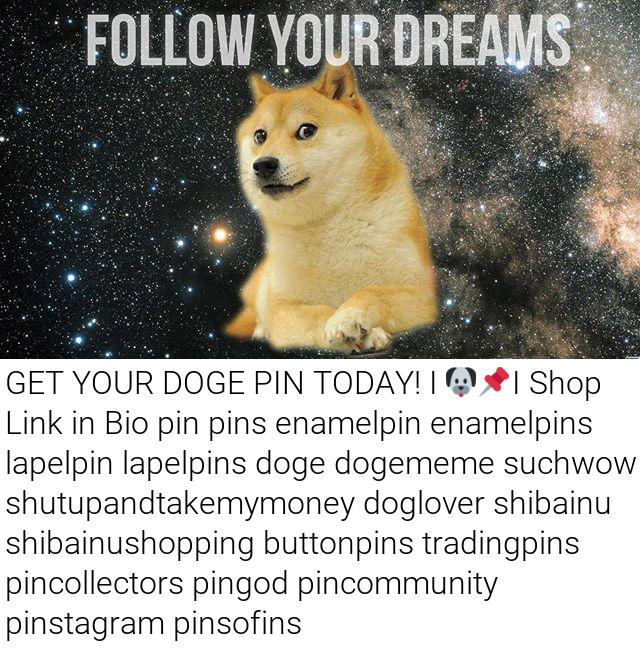 FOLLOW YOUR DREAMS
GET YOUR DOGE PIN TODAY! I 🐶📌I Shop
Link in Bio pin pins enamelpin enamelpins
lapelpin lapelpins doge dogememe suchwow
shutupandtakemymoney doglover shibainu
shibainushopping buttonpins tradingpins
pincollectors pingod pincommunity
pinstagram pinsofins